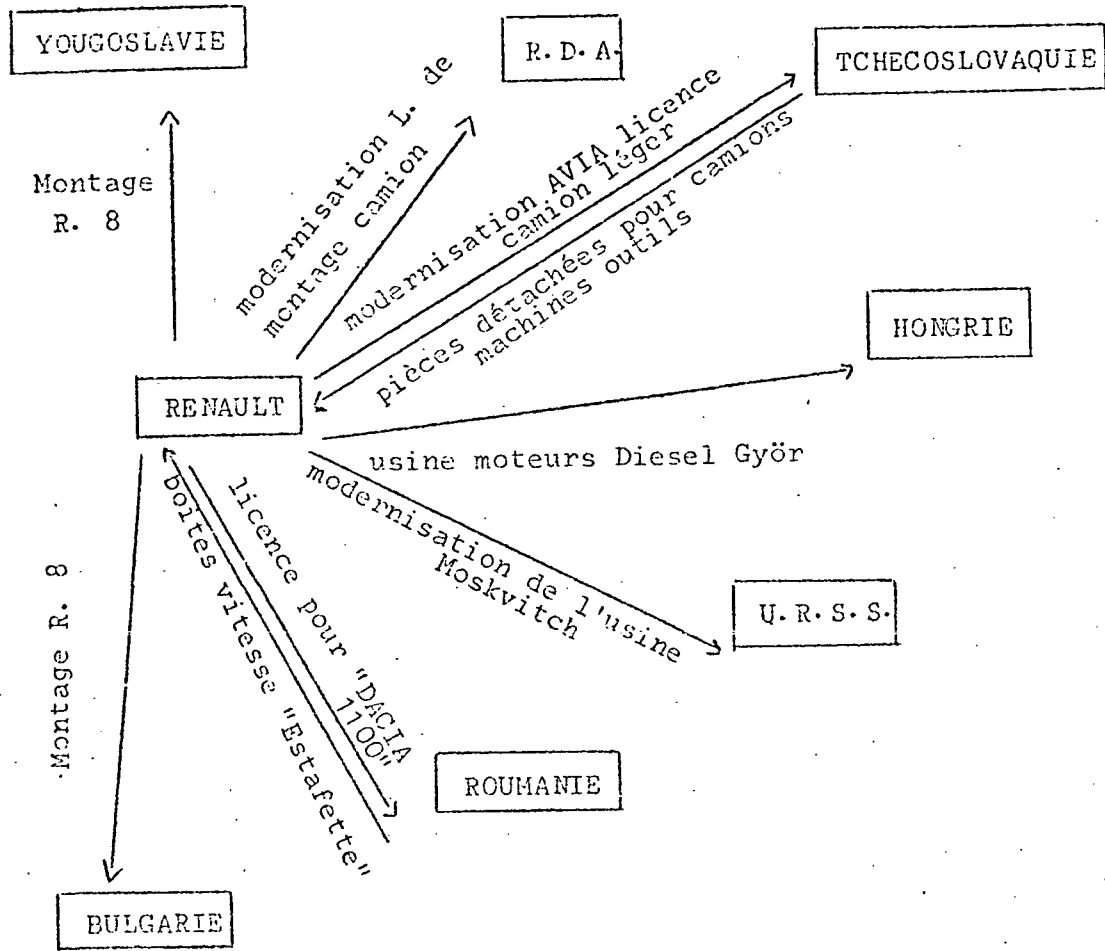 YOUGOSLAVIE
R.D.A.
TCHECOSLOVAQUIE
Montage
R. 8
modernisation L. de
montage camion
modernisation AVIA licence
camion léger
pièces détachées pour camions
machines outils
HONGRIE
RENAULT
usine moteurs Diesel Györ
modernisation de l'usine
Moskvitch
U.R.S.S.
licence pour "DACIA
1100"
boites vitesse "Estafette"
Montage R. 8
ROUMANIE
BULGARIE